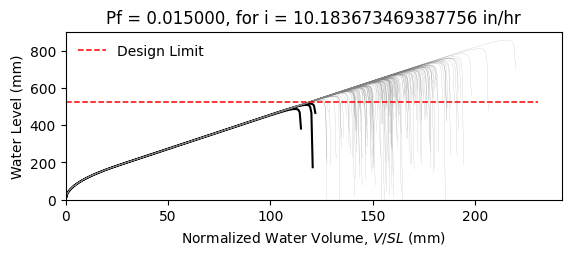 Pf = 0.015000, for i = 10.183673469387756 in/hr
Design Limit
Water Level (mm)
800
600
400
200
0
0 50 100 150 200
Normalized Water Volume, V/SL (mm)